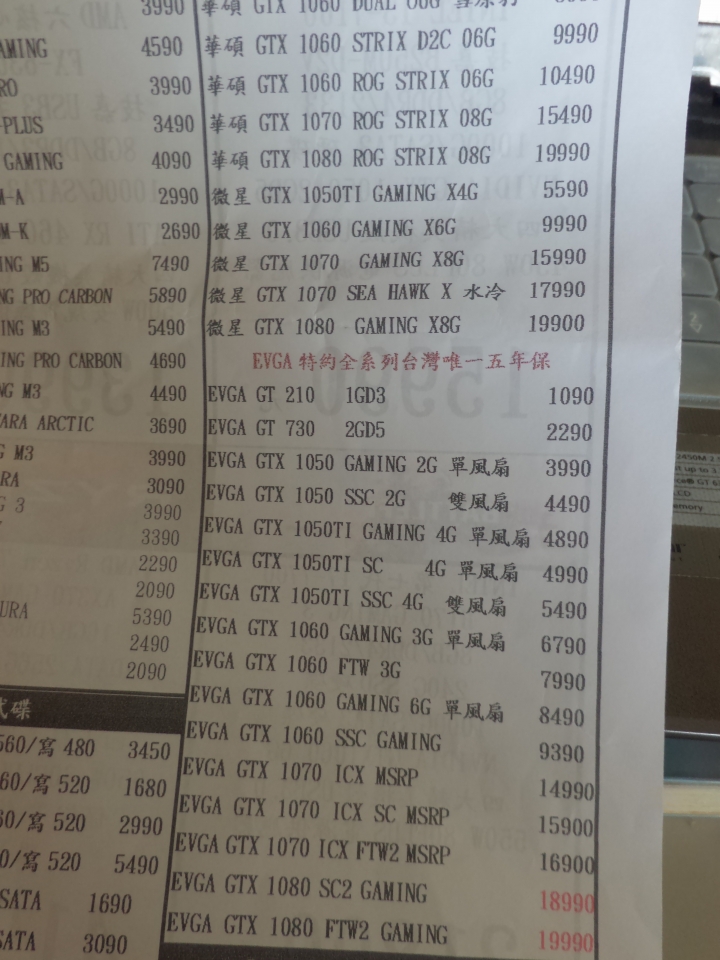 3990
AMING 4590
RO 3990
-PLUS 3490
GAMING 4090
M-A 2990
M-K 2690
ING M5 7490
NG PRO CARBON 5890
ING M3 5490
ING PRO CARBON 4690
NG M3 4490
ARA ARCTIC 3690
G M3 3990
RA 3090
G 3 3990
3390
2290
2090
URA 5390
2490
2090
式碟
560/寫 480 3450
60/寫 520 1680
60/寫 520 2990
0/寫 520 5490
SATA 1690
SATA 3090
華碩 GTX 1060 DUAL O6G
華碩 GTX 1060 STRIX D2C 06G 9990
華碩 GTX 1060 ROG STRIX 06G 10490
華碩 GTX 1070 ROG STRIX 08G 15490
華碩 GTX 1080 ROG STRIX 08G 19990
微星 GTX 1050TI GAMING X4G 5590
微星 GTX 1060 GAMING X6G 9990
微星 GTX 1070 GAMING X8G 15990
微星 GTX 1070 SEA HAWK X 水冷 17990
微星 GTX 1080 GAMING X8G 19900
EVGA 特約全系列台灣唯一五年保
EVGA GT 210 1GD3 1090
EVGA GT 730 2GD5 2290
EVGA GTX 1050 GAMING 2G 單風扇 3990
EVGA GTX 1050 SSC 2G 雙風扇 4490
EVGA GTX 1050TI GAMING 4G 單風扇 4890
EVGA GTX 1050TI SC 4G 單風扇 4990
EVGA GTX 1050TI SSC 4G 雙風扇 5490
EVGA GTX 1060 GAMING 3G 單風扇 6790
EVGA GTX 1060 FTW 3G 7990
EVGA GTX 1060 GAMING 6G 單風扇 8490
EVGA GTX 1060 SSC GAMING 9390
EVGA GTX 1070 ICX MSRP 14990
EVGA GTX 1070 ICX SC MSRP 15900
EVGA GTX 1070 ICX FTW2 MSRP 16900
EVGA GTX 1080 SC2 GAMING 18990
EVGA GTX 1080 FTW2 GAMING 19990